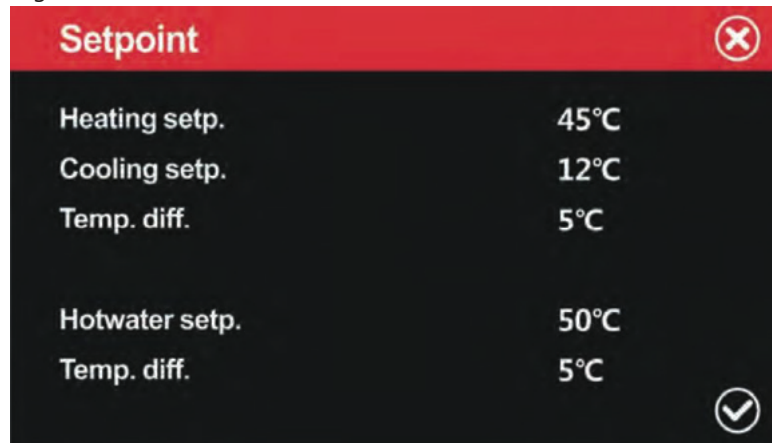 Setpoint
Heating setp. 45℃
Cooling setp. 12℃
Temp. diff. 5℃
Hotwater setp. 50℃
Temp. diff. 5℃